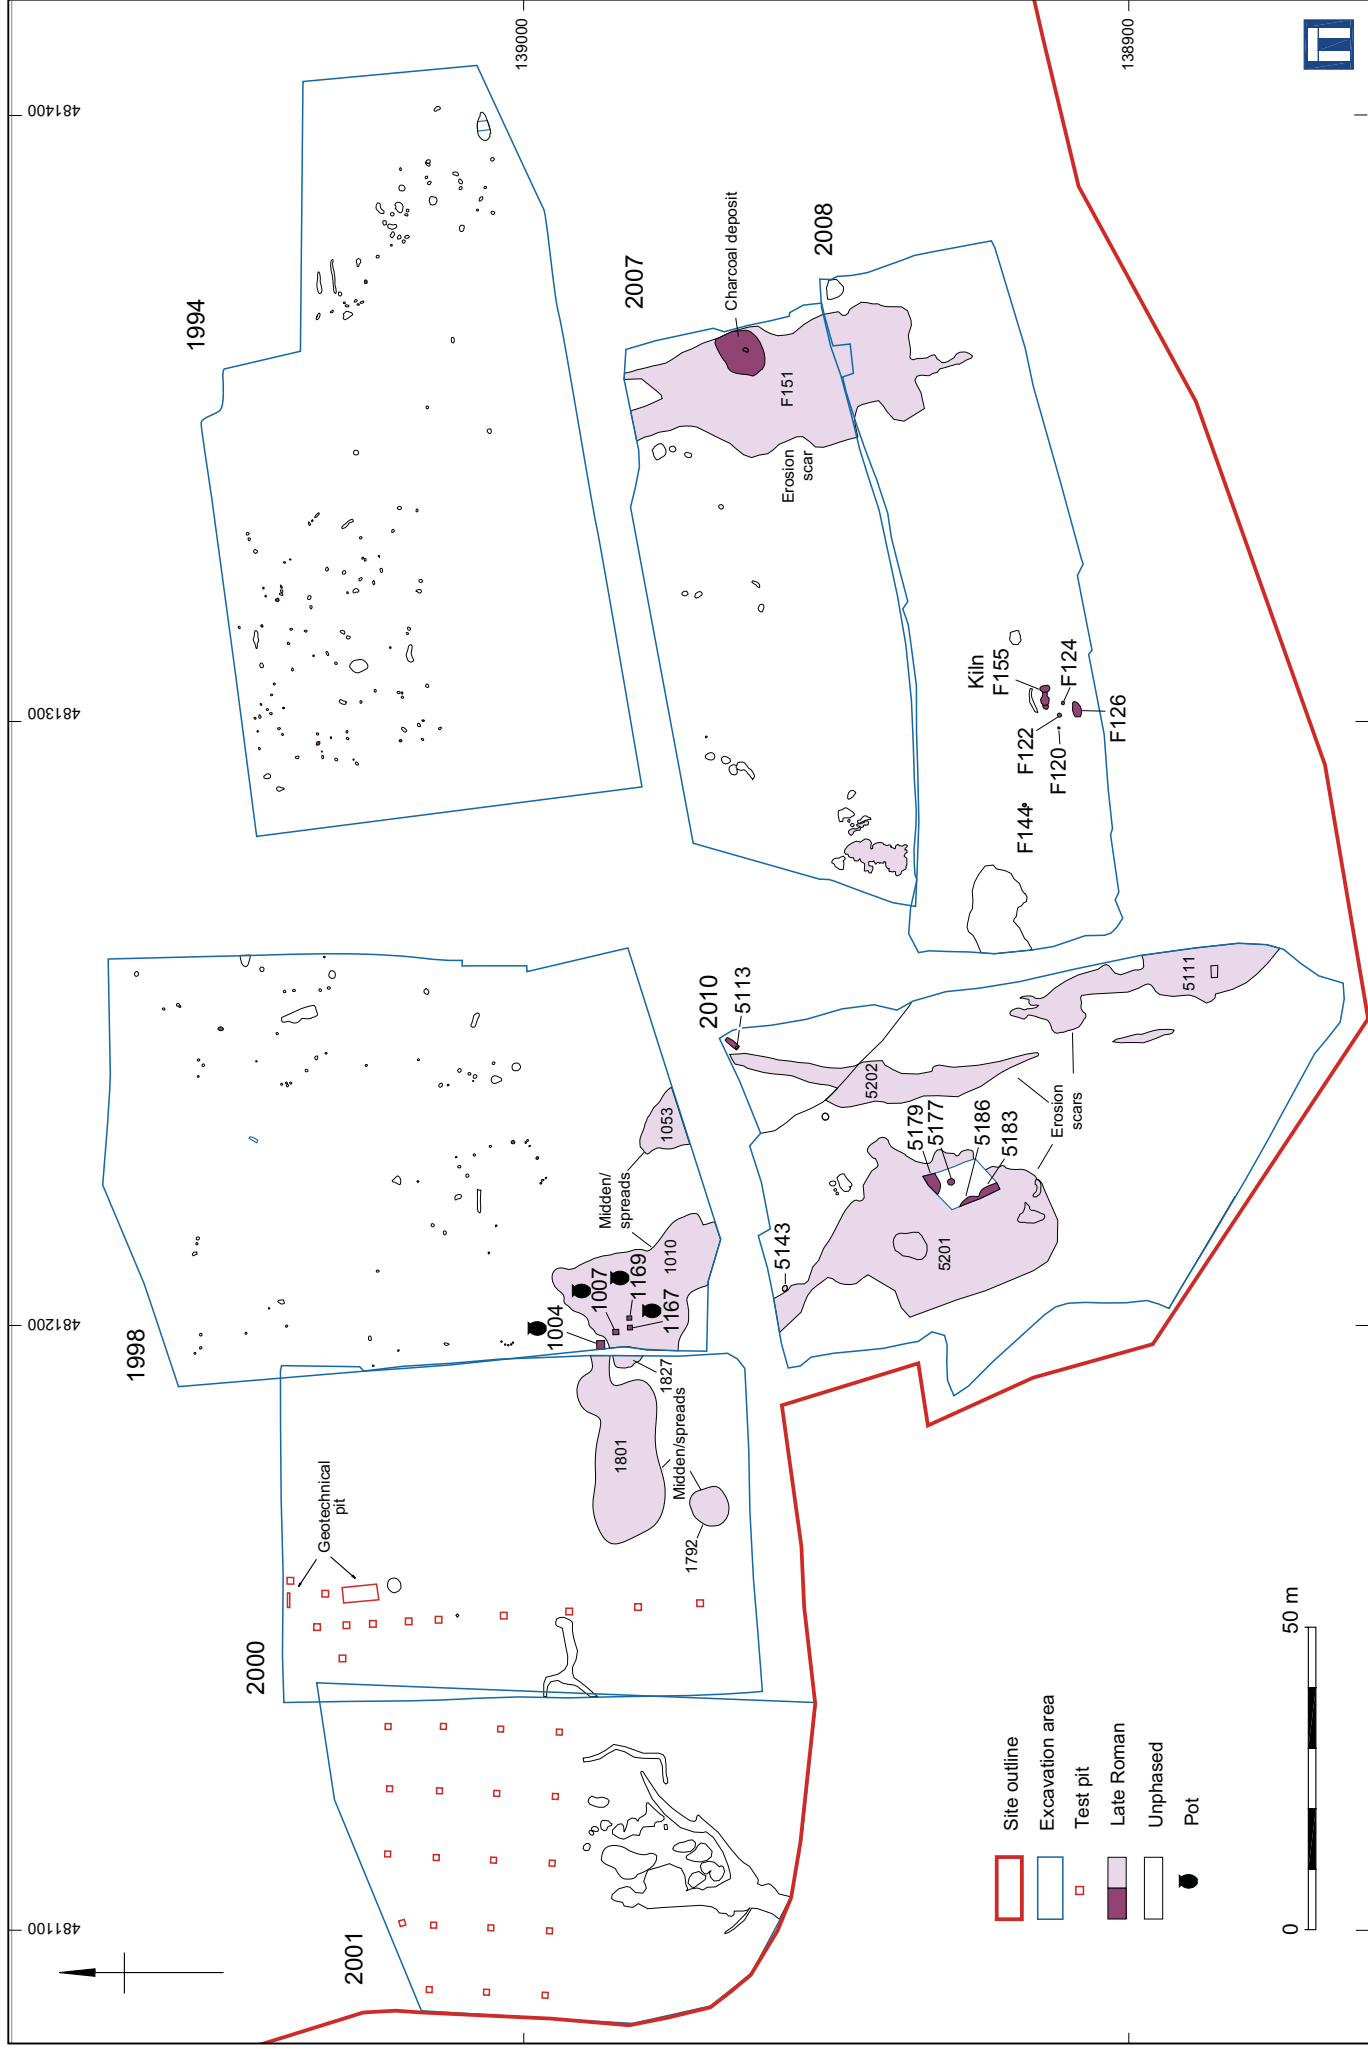 481400
139000
138900
1994
2007
Charcoal deposit
2008
F151
Erosion
scar
481300
Kiln
F155
F124
F122
F120
F126
F144
1998
2010
5113
5111
5202
1053
Midden/
spreads
5179
5177
5186
5183
Erosion
scars
5143
5201
1010
1169
1007
1167
1004
481200
1827
Midden/spreads
1801
1792
Geotechnical
pit
2000
2001
481100
Site outline
Excavation area
Test pit
Late Roman
Unphased
Pot
0
50 m